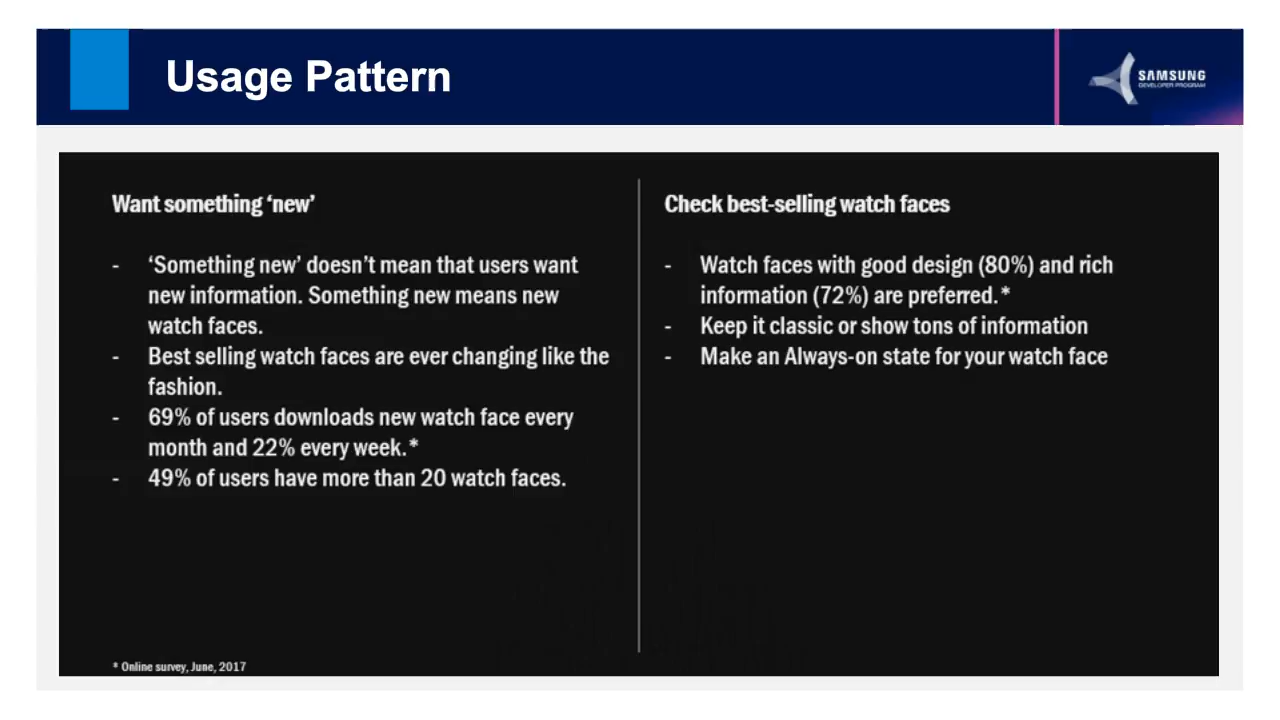 Usage Pattern
SAMSUNG
DEVELOPER PROGRAM
Want something ‘new’
- ‘Something new’ doesn’t mean that users want
new information. Something new means new
watch faces.
- Best selling watch faces are ever changing like the
fashion.
- 69% of users downloads new watch face every
month and 22% every week.*
- 49% of users have more than 20 watch faces.
* Online survey, June, 2017
Check best-selling watch faces
- Watch faces with good design (80%) and rich
information (72%) are preferred.*
- Keep it classic or show tons of information
- Make an Always-on state for your watch face